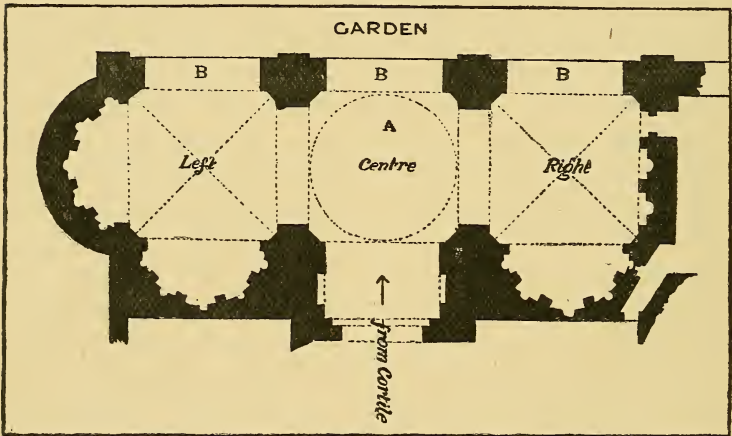 GARDEN
B B B
A
Left Centre Right
from Cortile